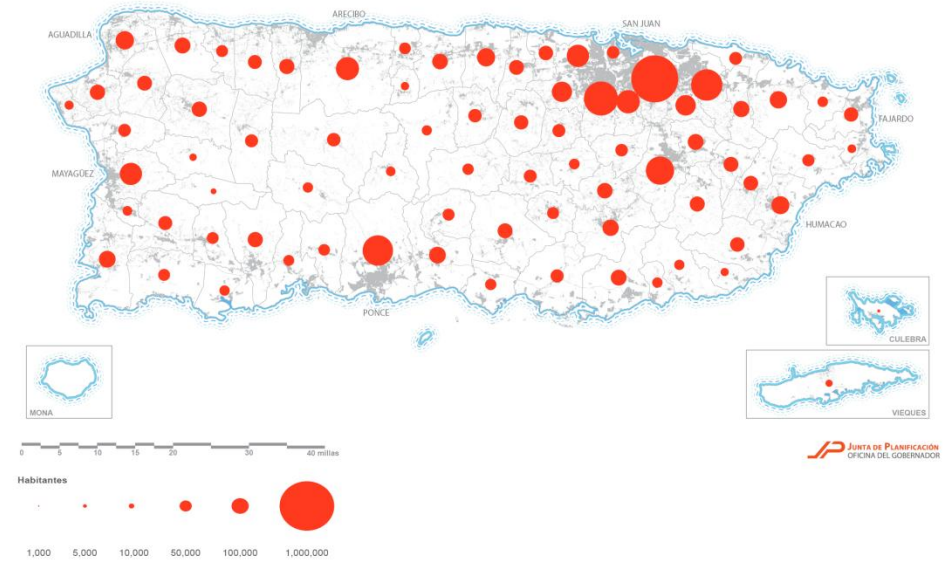 ARECIBO
SAN JUAN
AGUADILLA
FAJARDO
MAYAGÜEZ
HUMACAO
PONCE
CULEBRA
MONA
VIEQUES
0 5 10 15 20 30 40 millas
JUNTA DE PLANIFICACIÓN
OFICINA DEL GOBERNADOR
Habitantes
1,000 5,000 10,000 50,000 100,000 1,000,000